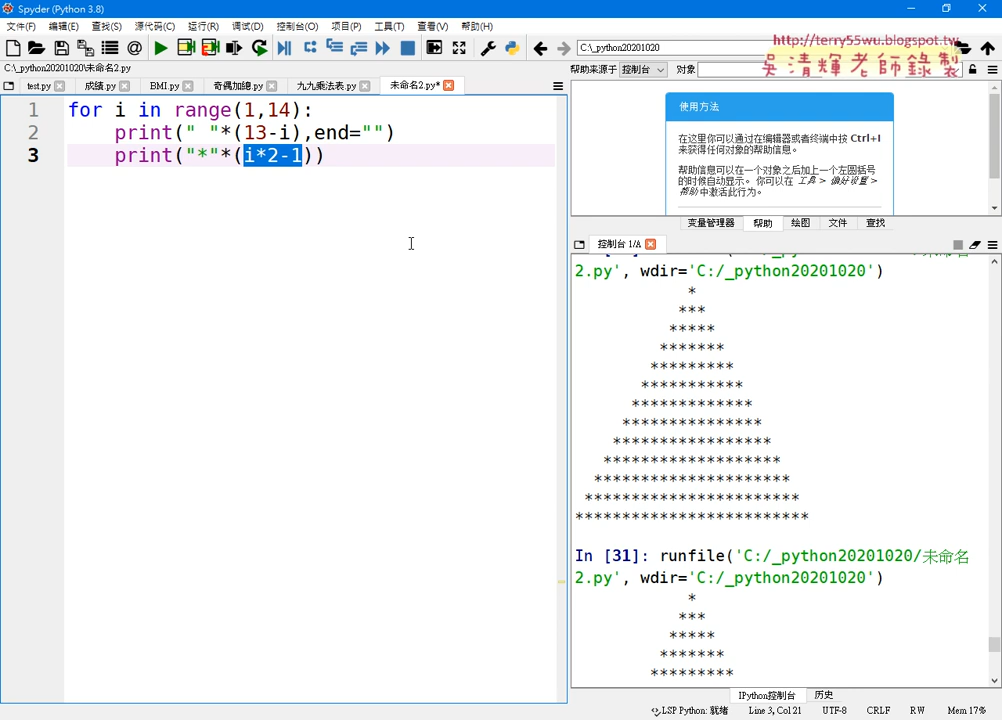 Spyder (Python 3.8)
文件(F) 编辑(E) 查找(S) 源代码(C) 运行(R) 调试(D) 控制台(O) 项目(P) 工具(T) 查看(V) 帮助(H)
C:\_python20201020
http://terry55wu.blogspot.tw
吳清輝老師錄製
C:\_python20201020\未命名2.py
帮助来源于 控制台 对象
test.py 成績.py BMI.py 奇偶加總.py 九九乘法表.py 未命名2.py*
1 for i in range(1,14):
2 print(" "*(13-i),end="")
3 print("*"*(i*2-1))
使用方法
在这里你可以通过在编辑器或者终端中按 Ctrl+I
来获得任何对象的帮助信息。
帮助信息可以在一个对象之后加上一个左圆括号
的时候自动显示。 你可以在 工具 > 偏好设置 >
帮助 中激活此行为。
变量管理器 帮助 绘图 文件 查找
控制台 1/A
2.py', wdir='C:/_python20201020')
*
***
*****
*******
*********
***********
*************
***************
*****************
*******************
*********************
***********************
*************************
In [31]: runfile('C:/_python20201020/未命名
2.py', wdir='C:/_python20201020')
*
***
*****
*******
*********
IPython控制台 历史
LSP Python: 就绪 Line 3, Col 21 UTF-8 CRLF RW Mem 17%